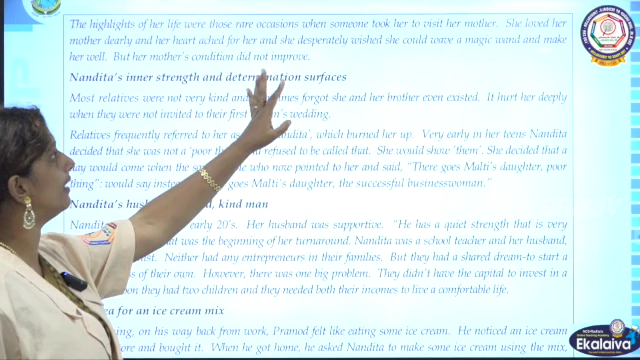 The highlights of her life were those rare occasions when someone took her to visit her mother. She loved her
mother dearly and her heart ached for her and she desperately wished she could wave a magic wand and make
her well. But her mother's condition did not improve.
Nandita's inner strength and determination surfaces
Most relatives were not very kind and forgot she and her brother even existed. It hurt her deeply
when they were not invited to their first wedding.
Relatives frequently referred to her as which burned her up. Very early in her teens Nandita
decided that she was not a 'poor and refused to be called that. She would show 'them'. She decided that a
day would come when the who now pointed to her and said, "There goes Malti's daughter, poor
thing": would say instead goes Malti's daughter, the successful businesswoman."
Nandita's kind man
early 20's. Her husband was supportive. "He has a quiet strength that is very
that was the beginning of her turnaround. Nandita was a school teacher and her husband,
Neither had any entrepreneurs in their families. But they had a shared dream-to start a
of their own. However, there was one big problem. They didn't have the capital to invest in a
they had two children and they needed both their incomes to live a comfortable life.
for an ice cream mix
on his way back from work, Pramod felt like eating some ice cream. He noticed an ice cream
and bought it. When he got home, he asked Nandita to make some ice cream using the mix,
Ekalaiva